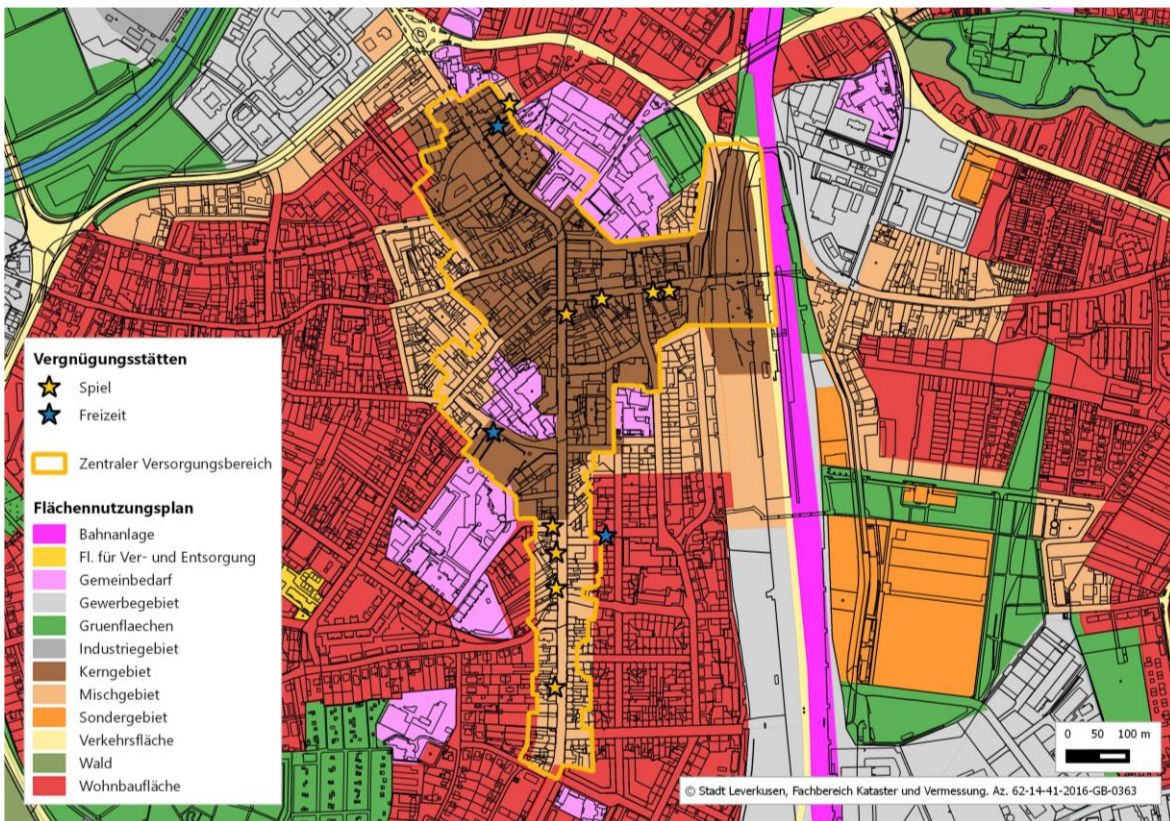 Vergnügungsstätten
Spiel
Freizeit
Zentraler Versorgungsbereich
Flächennutzungsplan
Bahnanlage
Fl. für Ver- und Entsorgung
Gemeinbedarf
Gewerbegebiet
Gruenflaechen
Industriegebiet
Kerngebiet
Mischgebiet
Sondergebiet
Verkehrsfläche
Wald
Wohnbaufläche
0 50 100 m
© Stadt Leverkusen, Fachbereich Kataster und Vermessung. Az. 62-14-41-2016-GB-0363